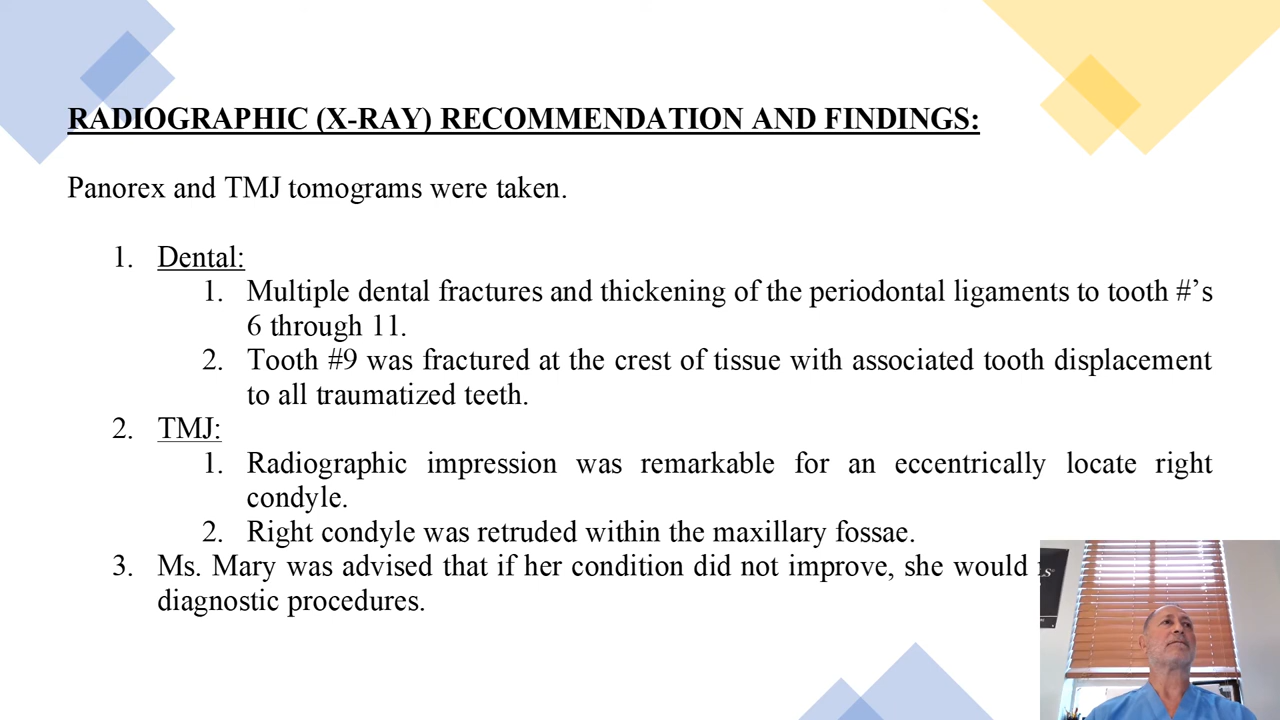 RADIOGRAPHIC (X-RAY) RECOMMENDATION AND FINDINGS:
Panorex and TMJ tomograms were taken.
1. Dental:
1. Multiple dental fractures and thickening of the periodontal ligaments to tooth #’s
6 through 11.
2. Tooth #9 was fractured at the crest of tissue with associated tooth displacement
to all traumatized teeth.
2. TMJ:
1. Radiographic impression was remarkable for an eccentrically locate right
condyle.
2. Right condyle was retruded within the maxillary fossae.
3. Ms. Mary was advised that if her condition did not improve, she would
diagnostic procedures.